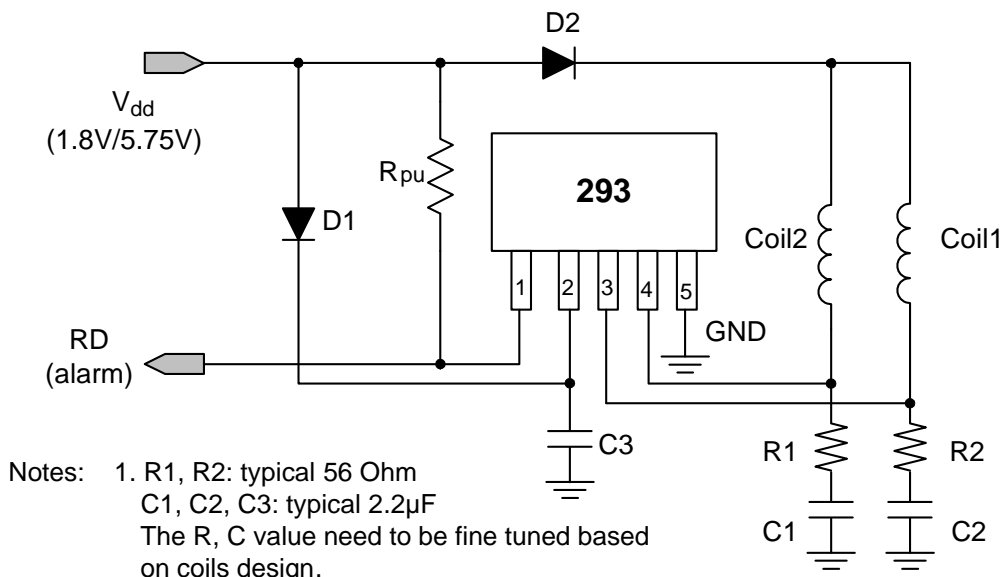 D2
V_dd
(1.8V/5.75V)
R_pu
293
D1
Coil2
Coil1
1
2
3
4
5
GND
RD
(alarm)
C3
R1
R2
C1
C2
Notes: 1. R1, R2: typical 56 Ohm
C1, C2, C3: typical 2.2µF
The R, C value need to be fine tuned based
on coils design.